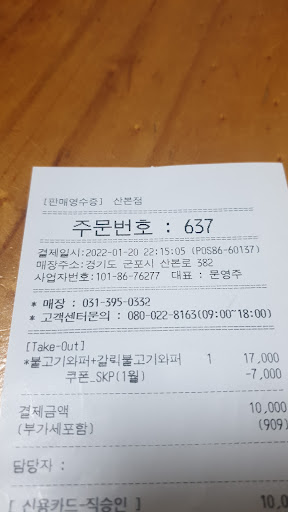 [판매영수증] 산본점
주문번호 : 637
결제일시:2022-01-20 22:15:05 (POS86-60137)
매장주소:경기도 군포시 산본로 382
사업자번호:101-86-76277 대표 : 문영주
* 매장 : 031-395-0332
* 고객센터문의 : 080-022-8163(09:00~18:00)
[Take-Out]
*불고기와퍼+갈릭불고기와퍼 1 17,000
쿠폰_SKP(1월) -7,000
결제금액 10,000
(부가세포함) (909)
담당자 :
[ 신용카드-직승인 ] 10,0